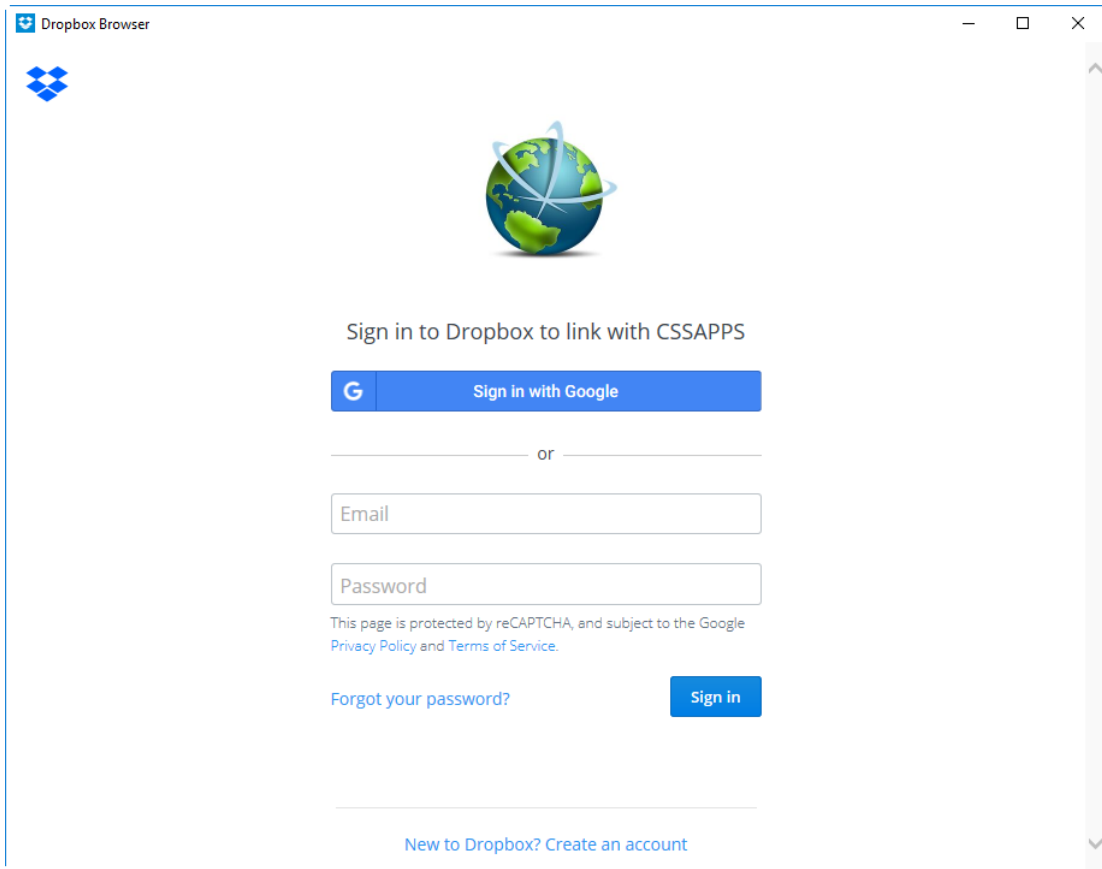 Dropbox Browser
Sign in to Dropbox to link with CSSAPPS
G
Sign in with Google
or
Email
Password
This page is protected by reCAPTCHA, and subject to the Google
Privacy Policy and Terms of Service.
Forgot your password?
Sign in
New to Dropbox? Create an account